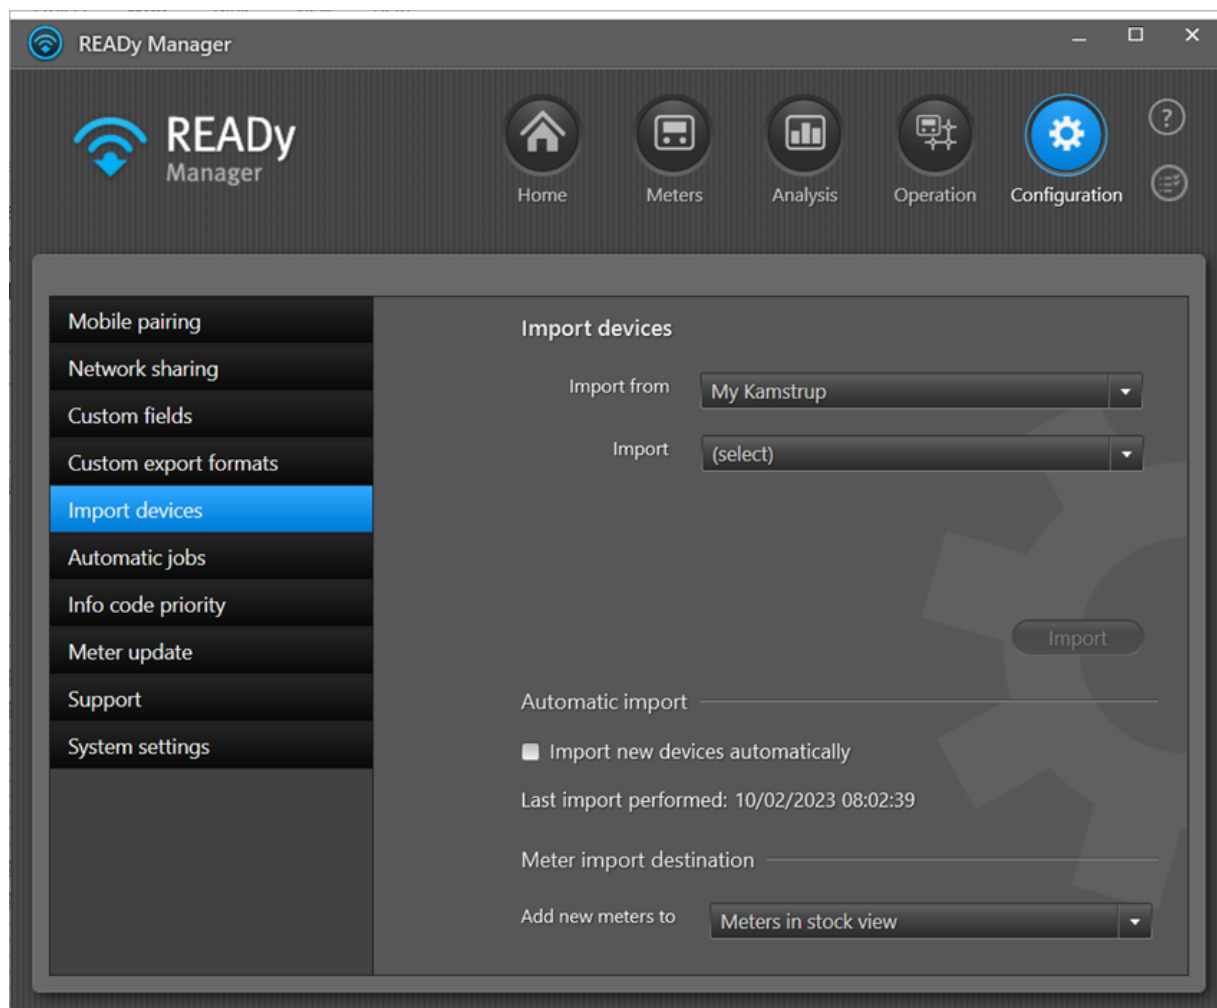 READy Manager
READy
Manager
?
Home
Meters
Analysis
Operation
Configuration
Mobile pairing
Network sharing
Custom fields
Custom export formats
Import devices
Automatic jobs
Info code priority
Meter update
Support
System settings
Import devices
Import from
My Kamstrup
Import
(select)
Import
Automatic import
Import new devices automatically
Last import performed: 10/02/2023 08:02:39
Meter import destination
Add new meters to
Meters in stock view